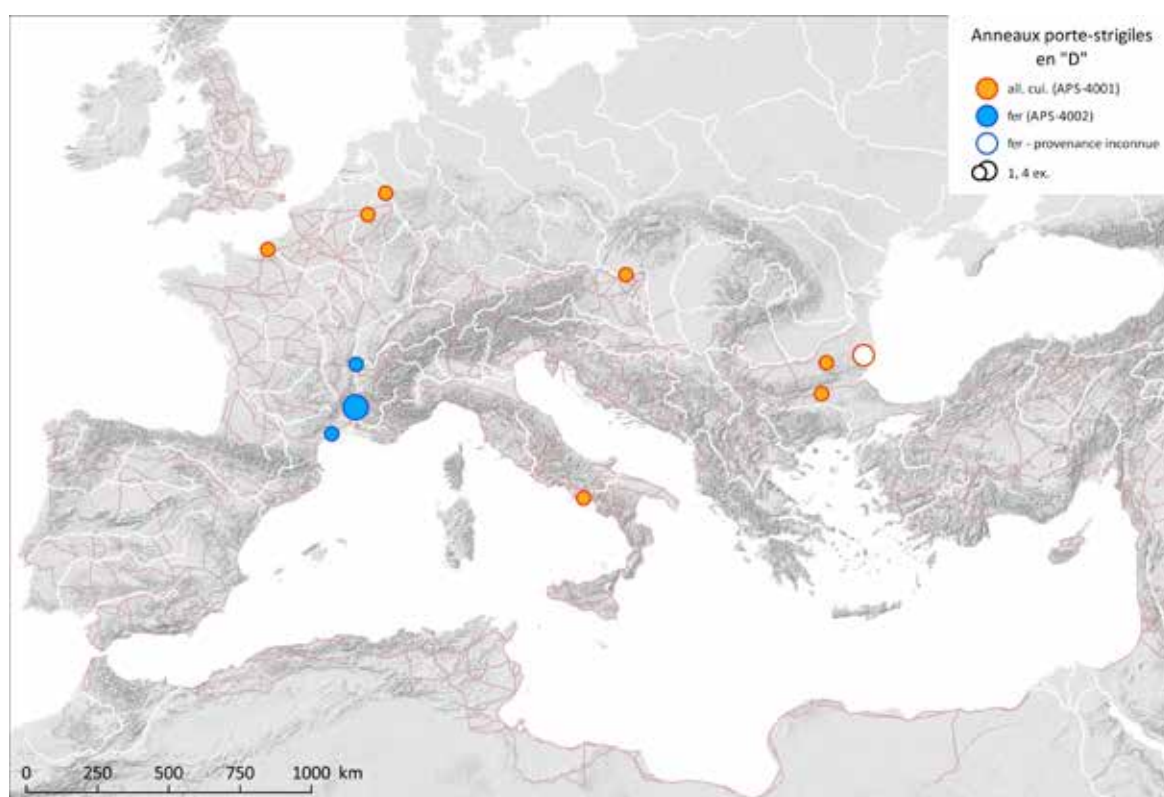 Anneaux porte-strigiles
en "D"
all. cui. (APS-4001)
fer (APS-4002)
fer - provenance inconnue
1, 4 ex.
0 250 500 750 1000 km